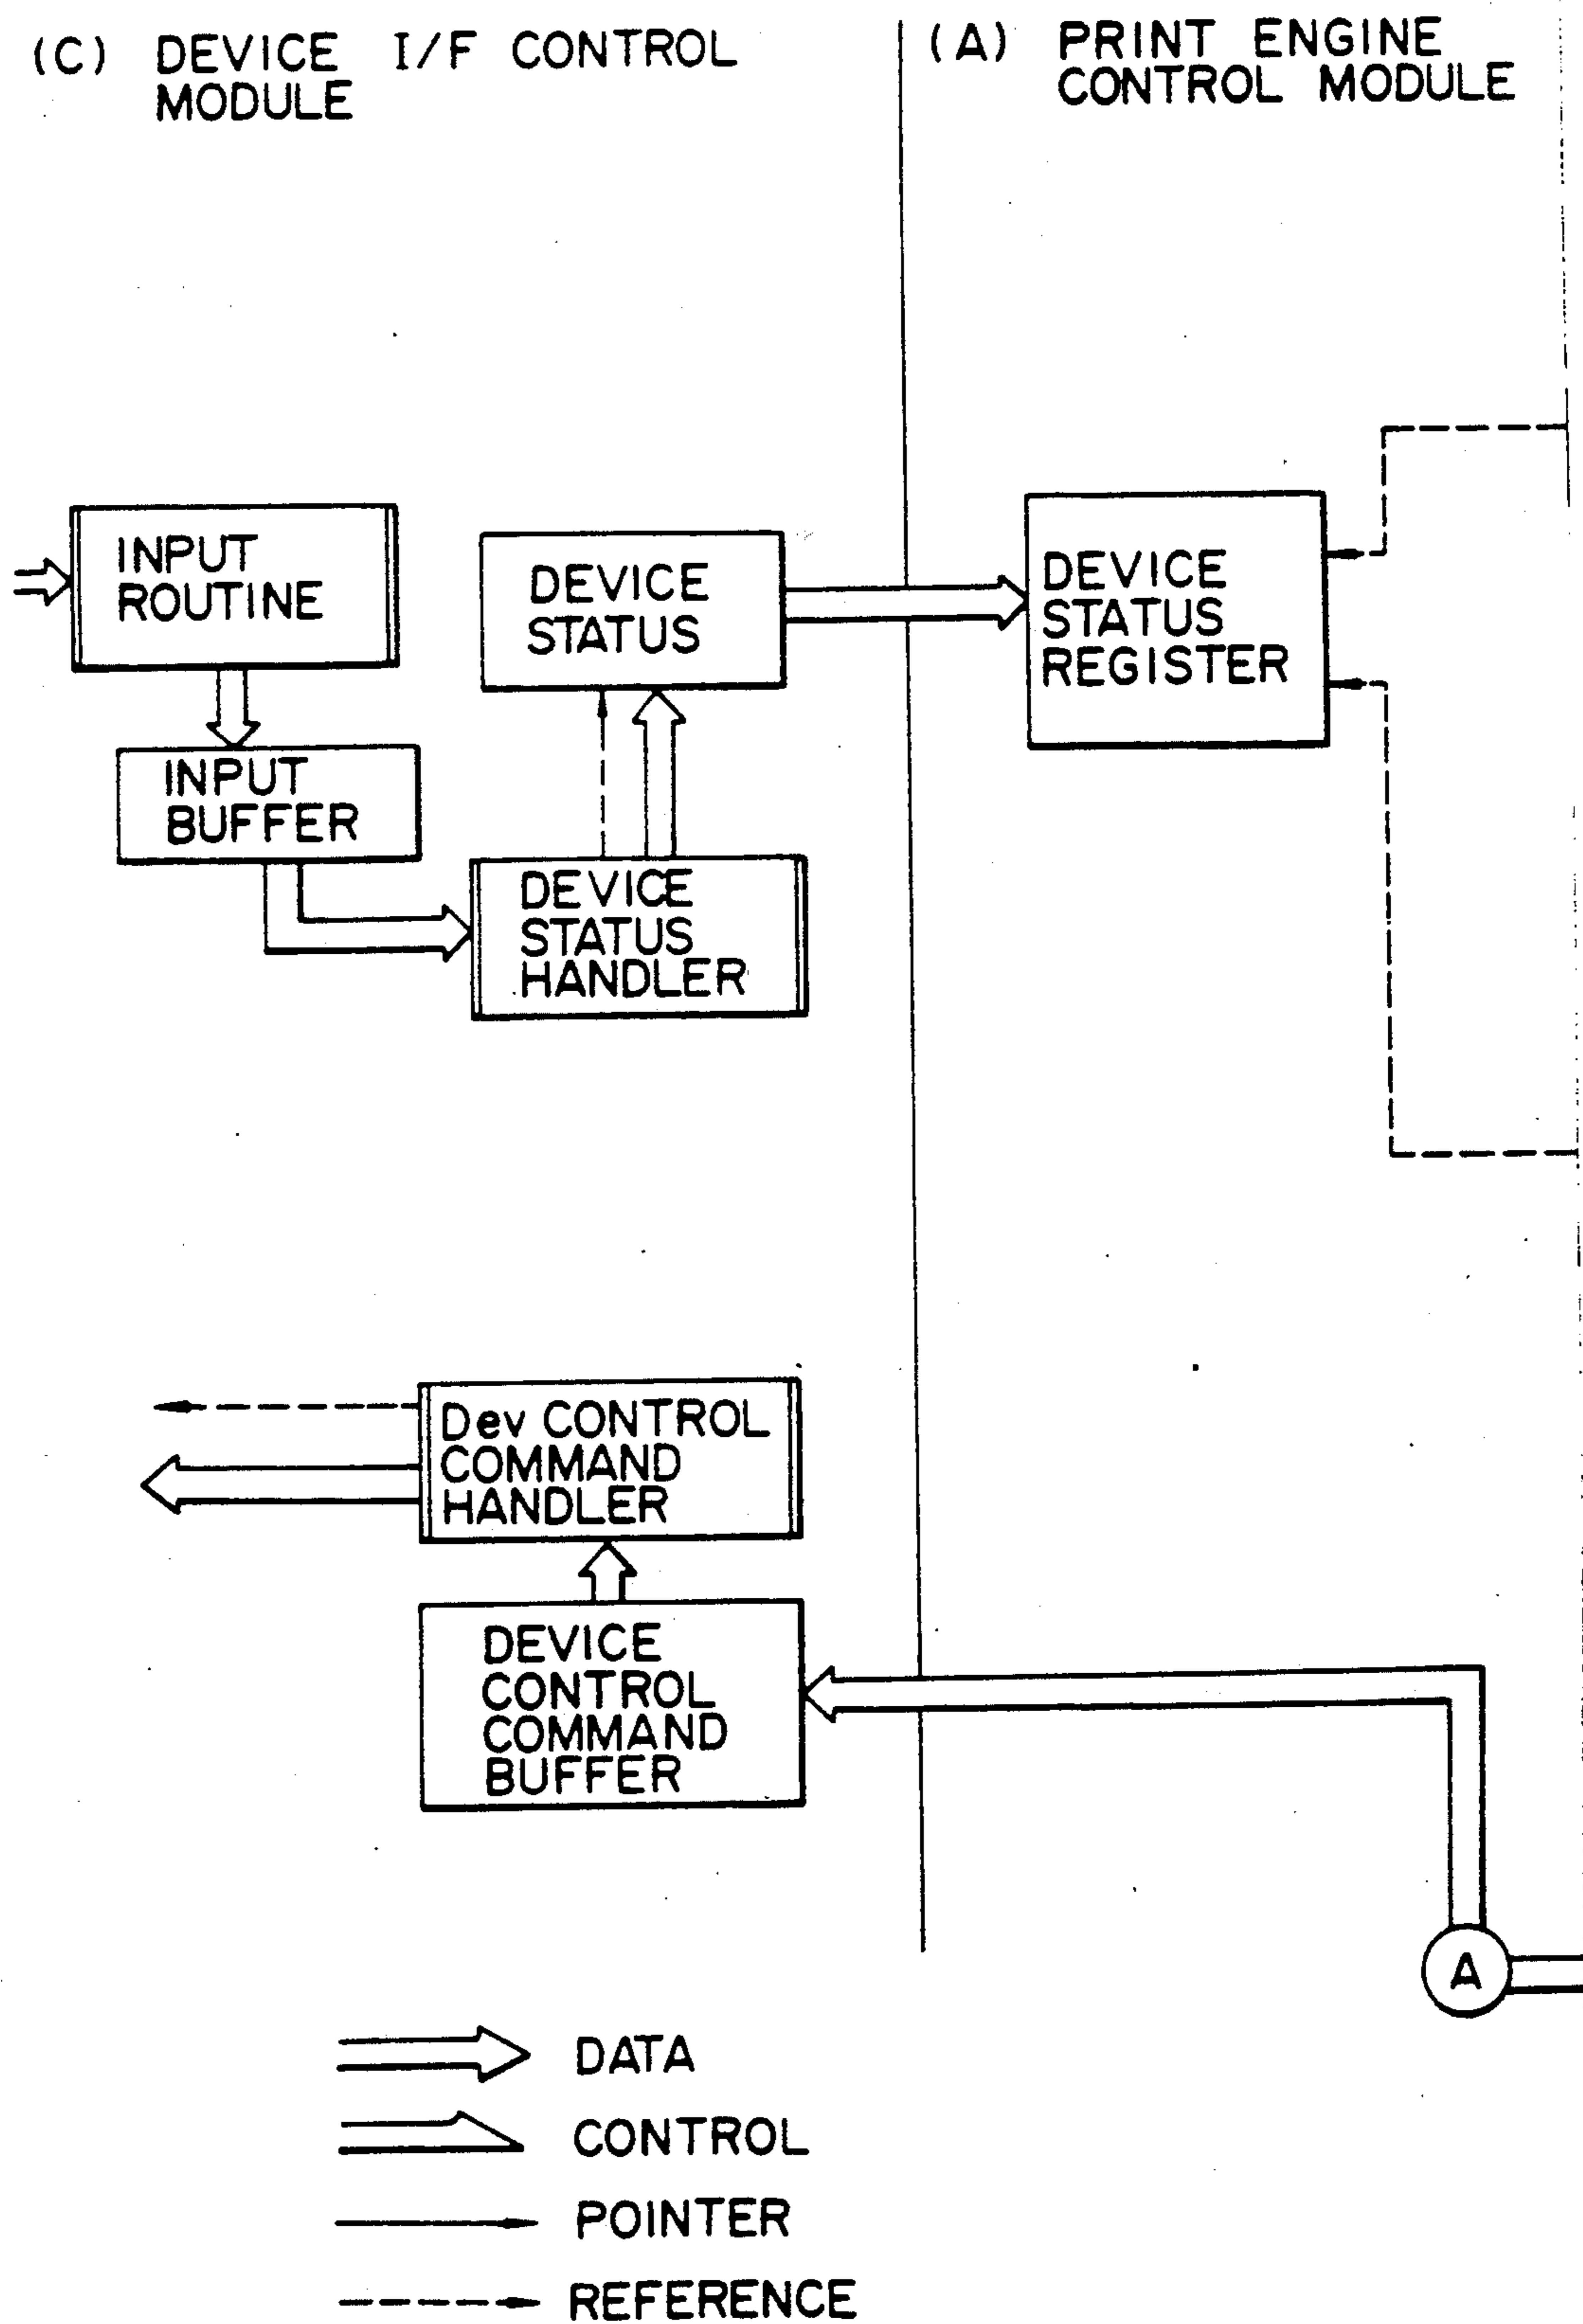 (C) DEVICE I/F CONTROL
MODULE
(A) PRINT ENGINE
CONTROL MODULE
INPUT
ROUTINE
DEVICE
STATUS
DEVICE
STATUS
REGISTER
INPUT
BUFFER
DEVICE
STATUS
HANDLER
Dev CONTROL
COMMAND
HANDLER
DEVICE
CONTROL
COMMAND
BUFFER
A
DATA
CONTROL
POINTER
REFERENCE